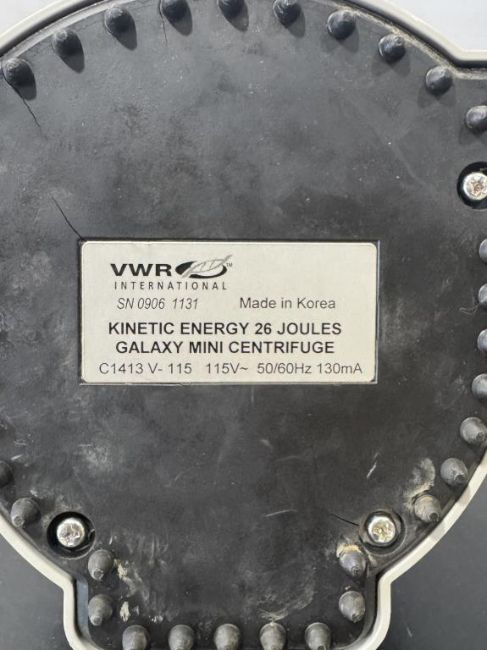 VWR™
INTERNATIONAL
SN 0906 1131 Made in Korea
KINETIC ENERGY 26 JOULES
GALAXY MINI CENTRIFUGE
C1413 V- 115 115V~ 50/60Hz 130mA